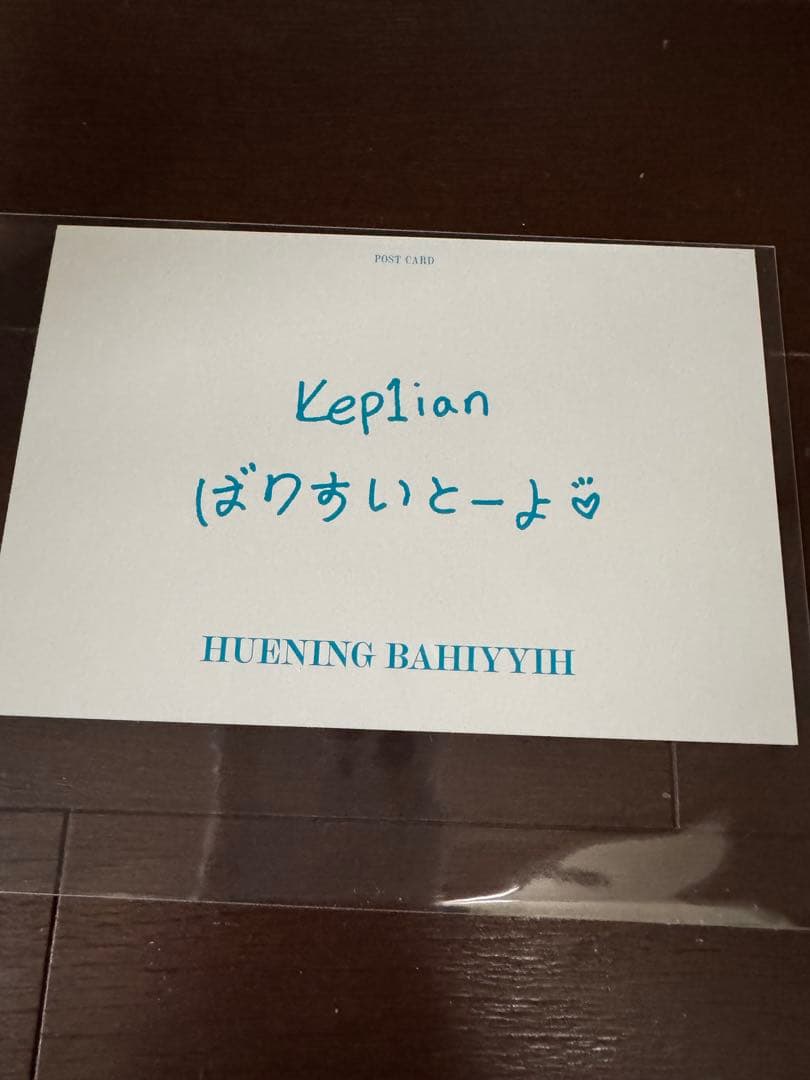 POST CARD
Kep1ian
ばりすいとーよ♡
HUENING BAHIYYIH